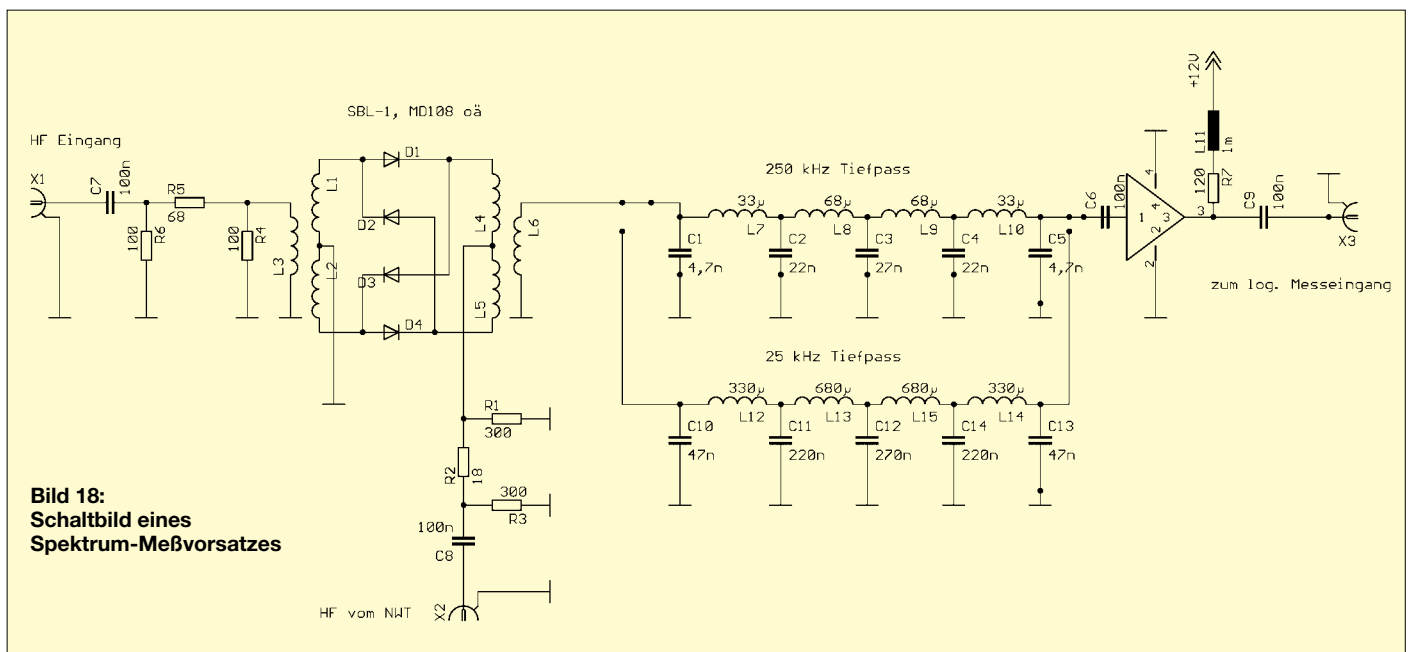 SBL-1, MD108 oä
HF Eingang
X1
C7
100n
R5
68
100
R6
100
R4
L3
L1
L2
D1
D2
D3
D4
L4
L5
L6
R1
300
R2
18
300
R3
100n
C8
HF vom NWT
X2
250 kHz Tiefpass
33µ
68µ
68µ
33µ
L7
L8
L9
L10
C1
4,7n
C2
22n
C3
27n
C4
22n
C5
4,7n
C6
100n
1
4
4
3
2
2
3
+12V
L11
1m
120
R7
C9
100n
X3
zum log. Messeingang
25 kHz Tiefpass
330µ
680µ
680µ
330µ
L12
L13
L15
L14
C10
47n
C11
220n
C12
270n
C14
220n
C13
47n
Bild 18:
Schaltbild eines
Spektrum-Meßvorsatzes